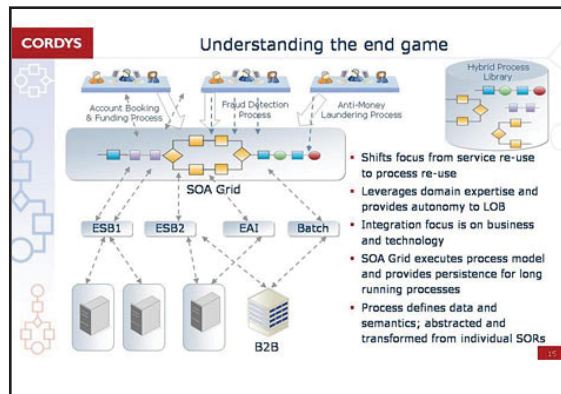 CORDYS
Understanding the end game
Hybrid Process
Library
Account Booking
& Funding Process
Fraud Detection
Process
Anti-Money
Laundering Process
SOA Grid
ESB1
ESB2
EAI
Batch
B2B
Shifts focus from service re-use
to process re-use
Leverages domain expertise and
provides autonomy to LOB
Integration focus is on business
and technology
SOA Grid executes process model
and provides persistence for long
running processes
Process defines data and
semantics; abstracted and
transformed from individual SORs
15